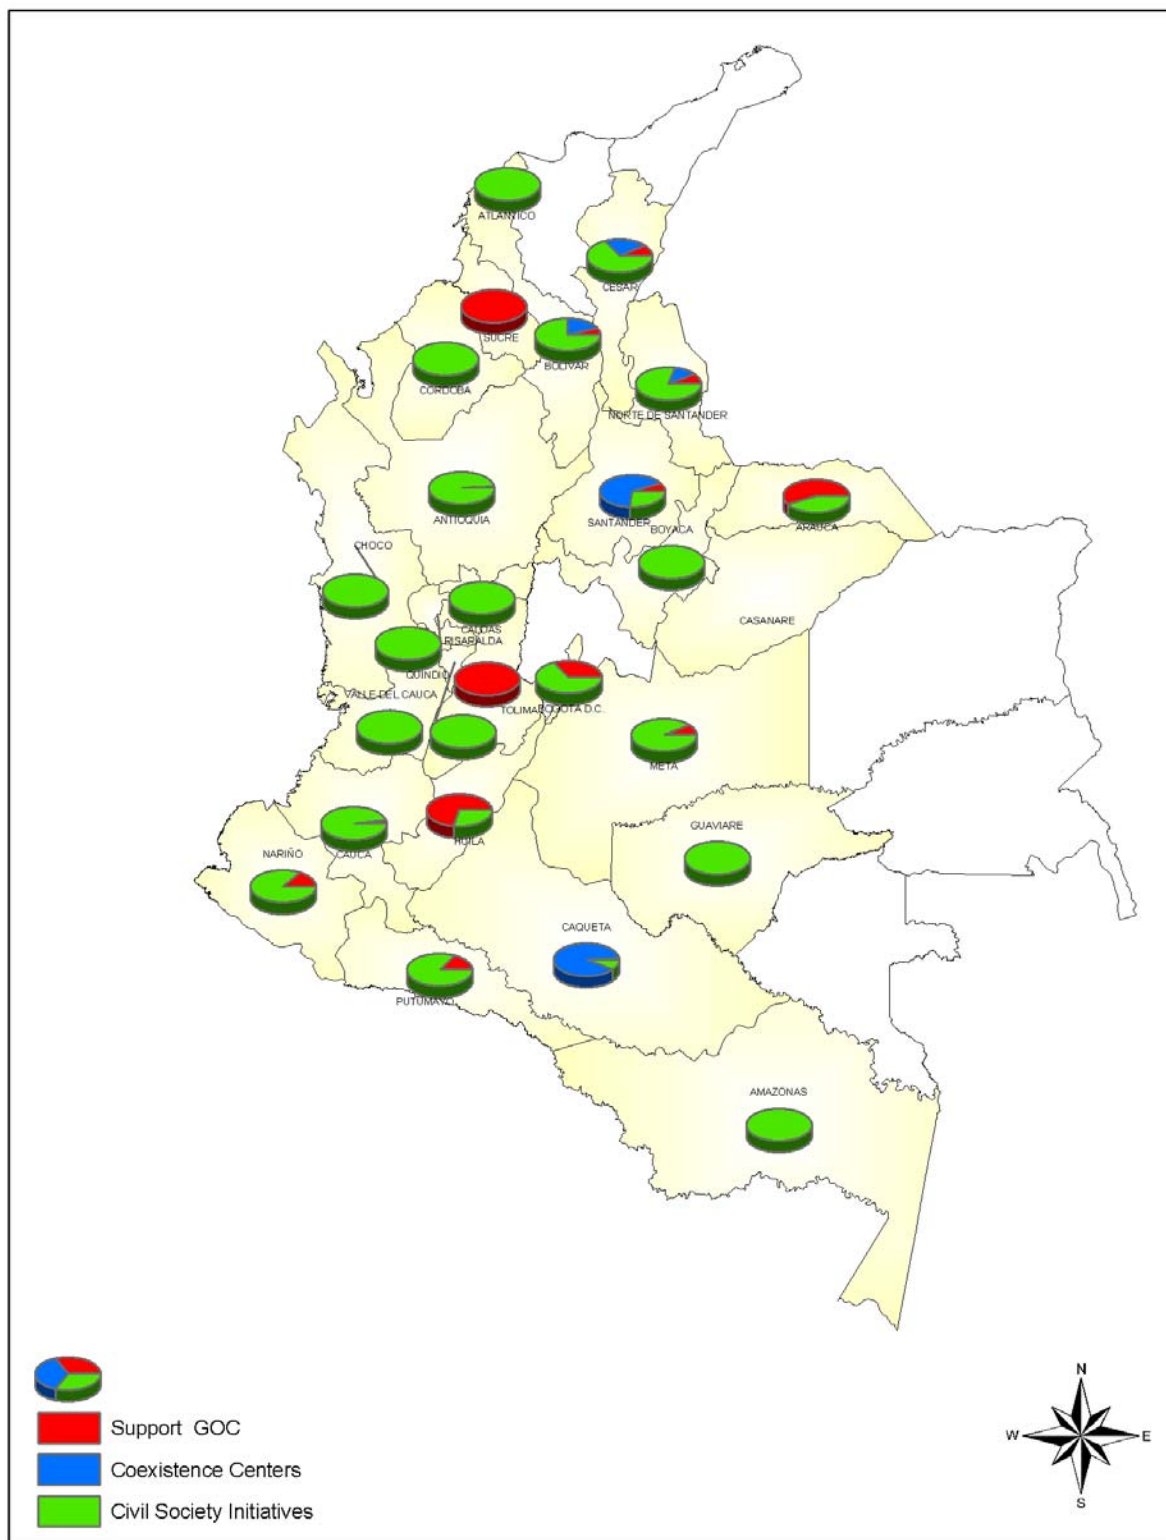 ATLANTICO
CESAR
SUCRE
BOLIVAR
CORDOBA
NORTE DE SANTANDER
ANTIOQUIA
SANTANDER
ARAUCA
BOYACA
CHOCO
CASANARE
CALDAS
RISARALDA
QUINDIO
VALLE DEL CAUCA
TOLIMA
BOGOTA D.C.
META
GUAVIARE
HUILA
CAUCA
NARIÑO
CAQUETA
PUTUMAYO
AMAZONAS
Support GOC
Coexistence Centers
Civil Society Initiatives
N
W
E
S